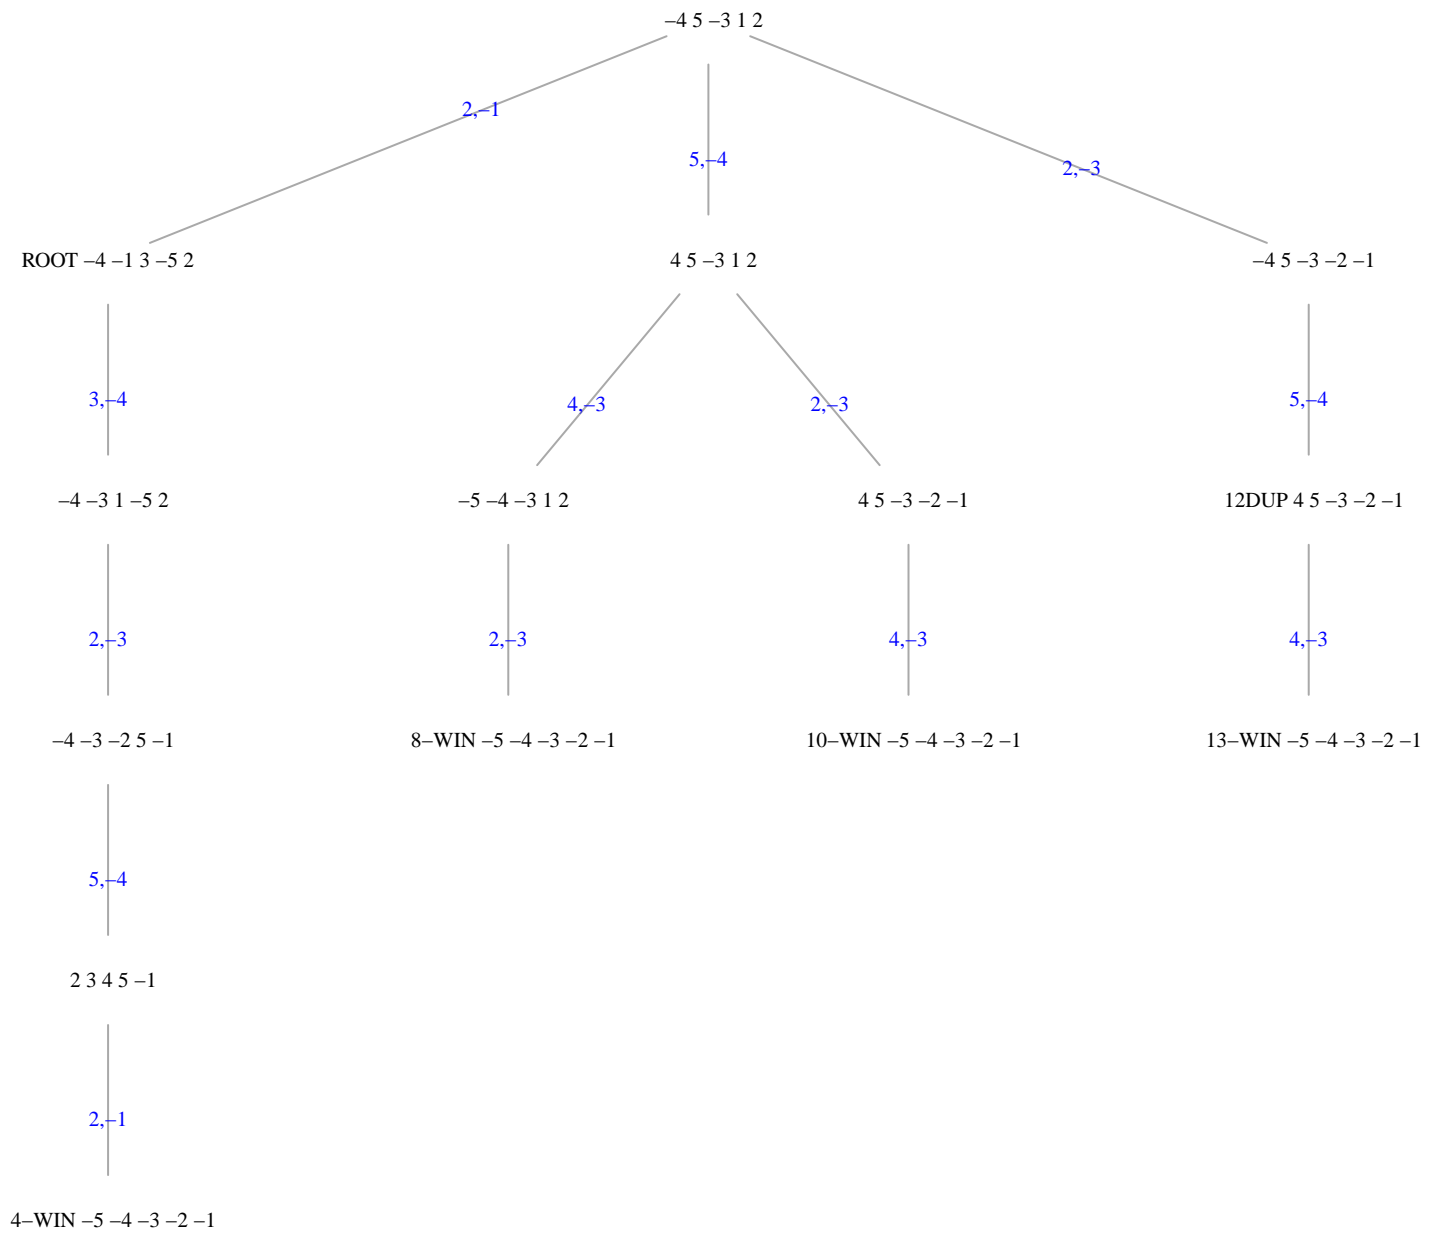 –4 5 –3 1 2
2,–1
5,–4
2,–3
ROOT –4 –1 3 –5 2
4 5 –3 1 2
–4 5 –3 –2 –1
3,–4
4,–3
2,–3
5,–4
–4 –3 1 –5 2
–5 –4 –3 1 2
4 5 –3 –2 –1
12DUP 4 5 –3 –2 –1
2,–3
2,–3
4,–3
4,–3
–4 –3 –2 5 –1
8–WIN –5 –4 –3 –2 –1
10–WIN –5 –4 –3 –2 –1
13–WIN –5 –4 –3 –2 –1
5,–4
2 3 4 5 –1
2,–1
4–WIN –5 –4 –3 –2 –1